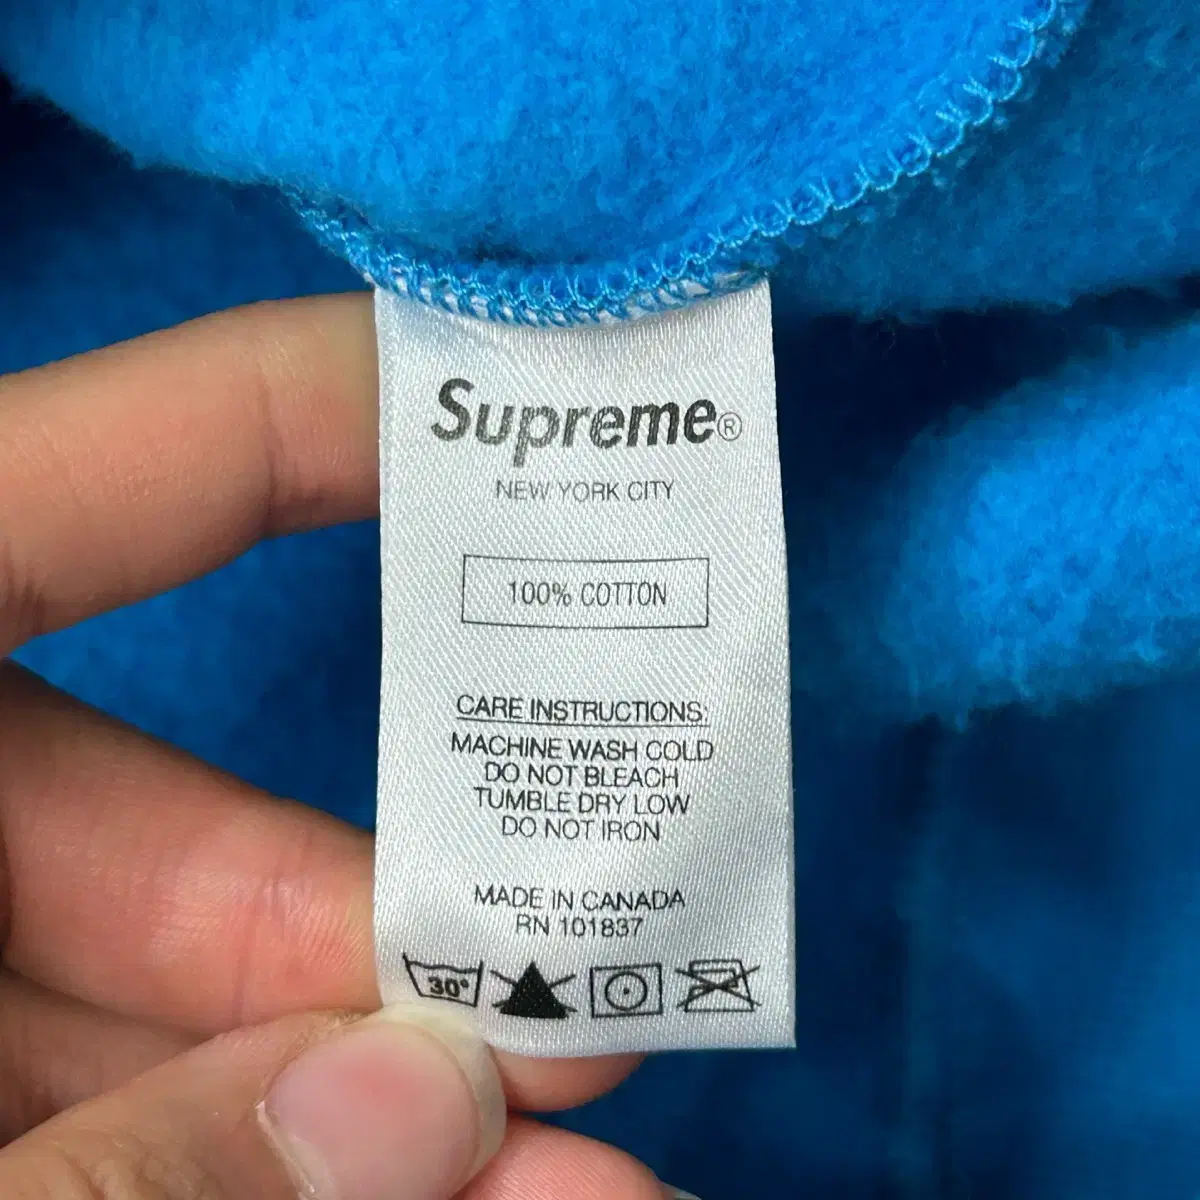 Supreme®
NEW YORK CITY
100% COTTON
CARE INSTRUCTIONS:
MACHINE WASH COLD
DO NOT BLEACH
TUMBLE DRY LOW
DO NOT IRON
MADE IN CANADA
RN 101837
30°